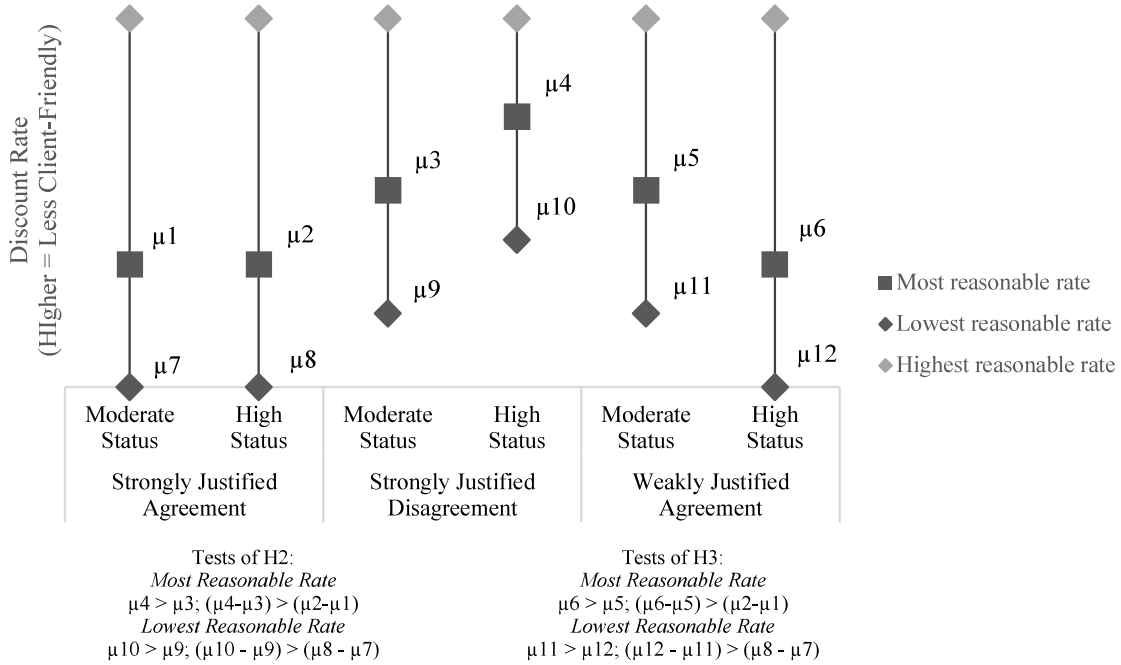 Discount Rate
(HIgher = Less Client-Friendly)
µ1
µ2
µ3
µ4
µ5
µ6
µ7
µ8
µ9
µ10
µ11
µ12
Most reasonable rate
Lowest reasonable rate
Highest reasonable rate
Moderate Status
High Status
Moderate Status
High Status
Moderate Status
High Status
Strongly Justified Agreement
Strongly Justified Disagreement
Weakly Justified Agreement
Tests of H2:
Most Reasonable Rate
µ4 > µ3; (µ4-µ3) > (µ2-µ1)
Lowest Reasonable Rate
µ10 > µ9; (µ10 - µ9) > (µ8 - µ7)
Tests of H3:
Most Reasonable Rate
µ6 > µ5; (µ6-µ5) > (µ2-µ1)
Lowest Reasonable Rate
µ11 > µ12; (µ12 - µ11) > (µ8 - µ7)